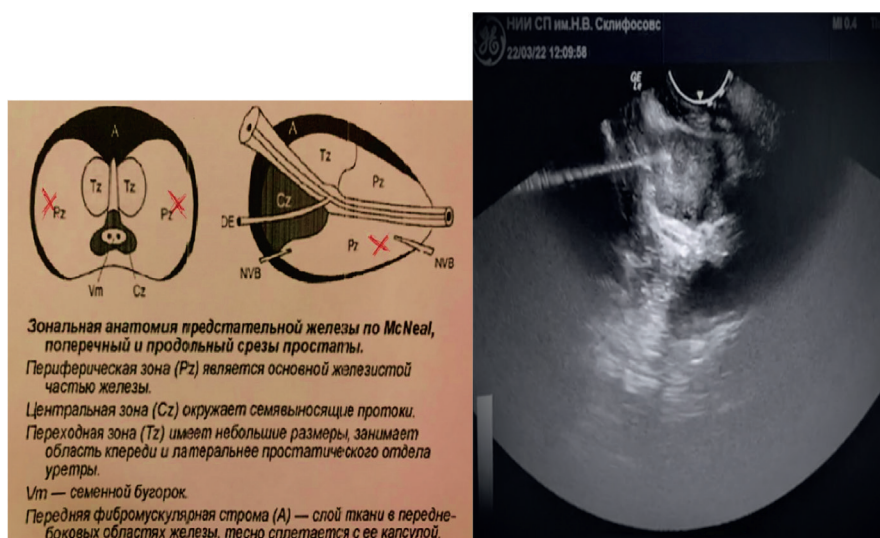 A
Tz
Tz
Pz
Pz
Vm
Cz
A
Tz
Pz
Cz
DE
Pz
NVB
NVB
Зональная анатомия предстательной железы по McNeal,
поперечный и продольный срезы простаты.
Периферическая зона (Pz) является основной железистой
частью железы.
Центральная зона (Cz) окружает семявыносящие протоки.
Переходная зона (Tz) имеет небольшие размеры, занимает
область кпереди и латеральнее простатического отдела
уретры.
Vm — семенной бугорок.
Передняя фибромускулярная строма (A) — слой ткани в передне-
боковых областях железы, тесно сплетается с ее капсулой.
НИИ СП им.Н.В. Склифосовс
MI 0.4
22/03/22 12:09:58
GE